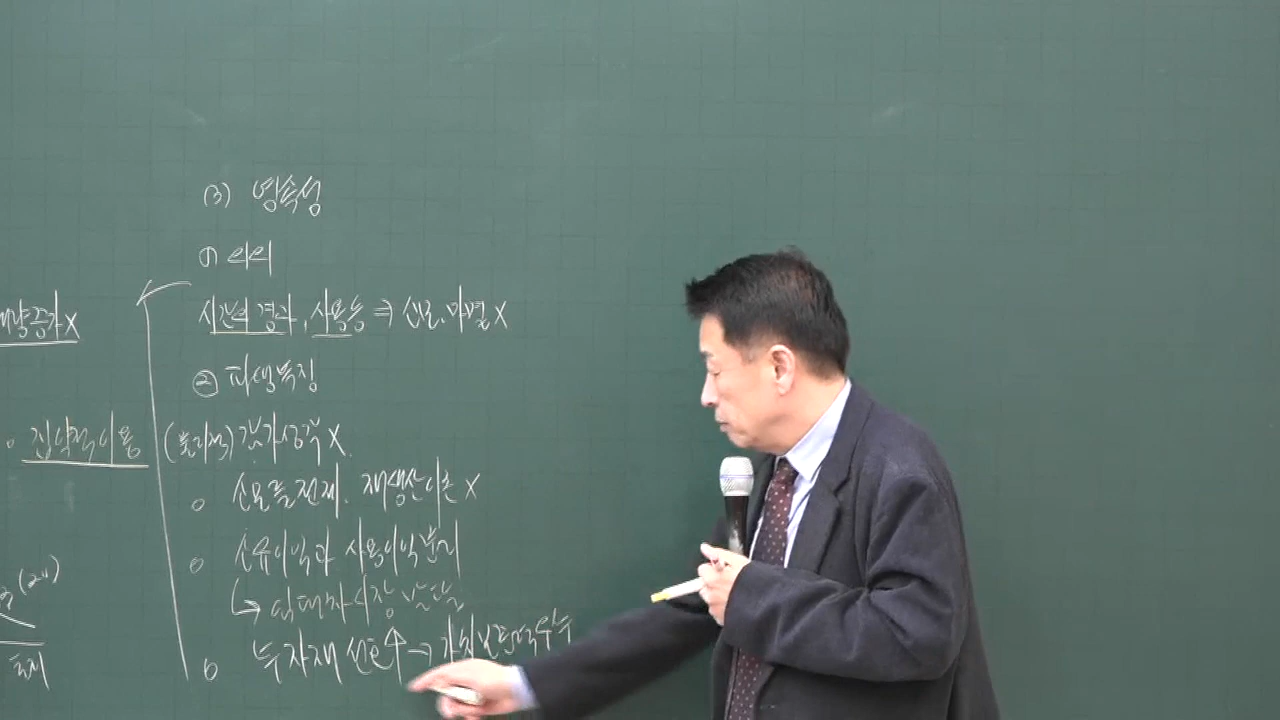 (3) 영속성
① 의의
시간의 경과, 사용 등 ⇒ 소모, 마멸 X
② 파생특징
(물리적) 감가상각 X
○ 소모를 전제, 재생산이론 X
○ 소유이익과 사용이익 분리
↳ 임대차시장 발달
○ 투자재 선호↑ → 가치보전력 우수
증가 X
○ 집약적 이용